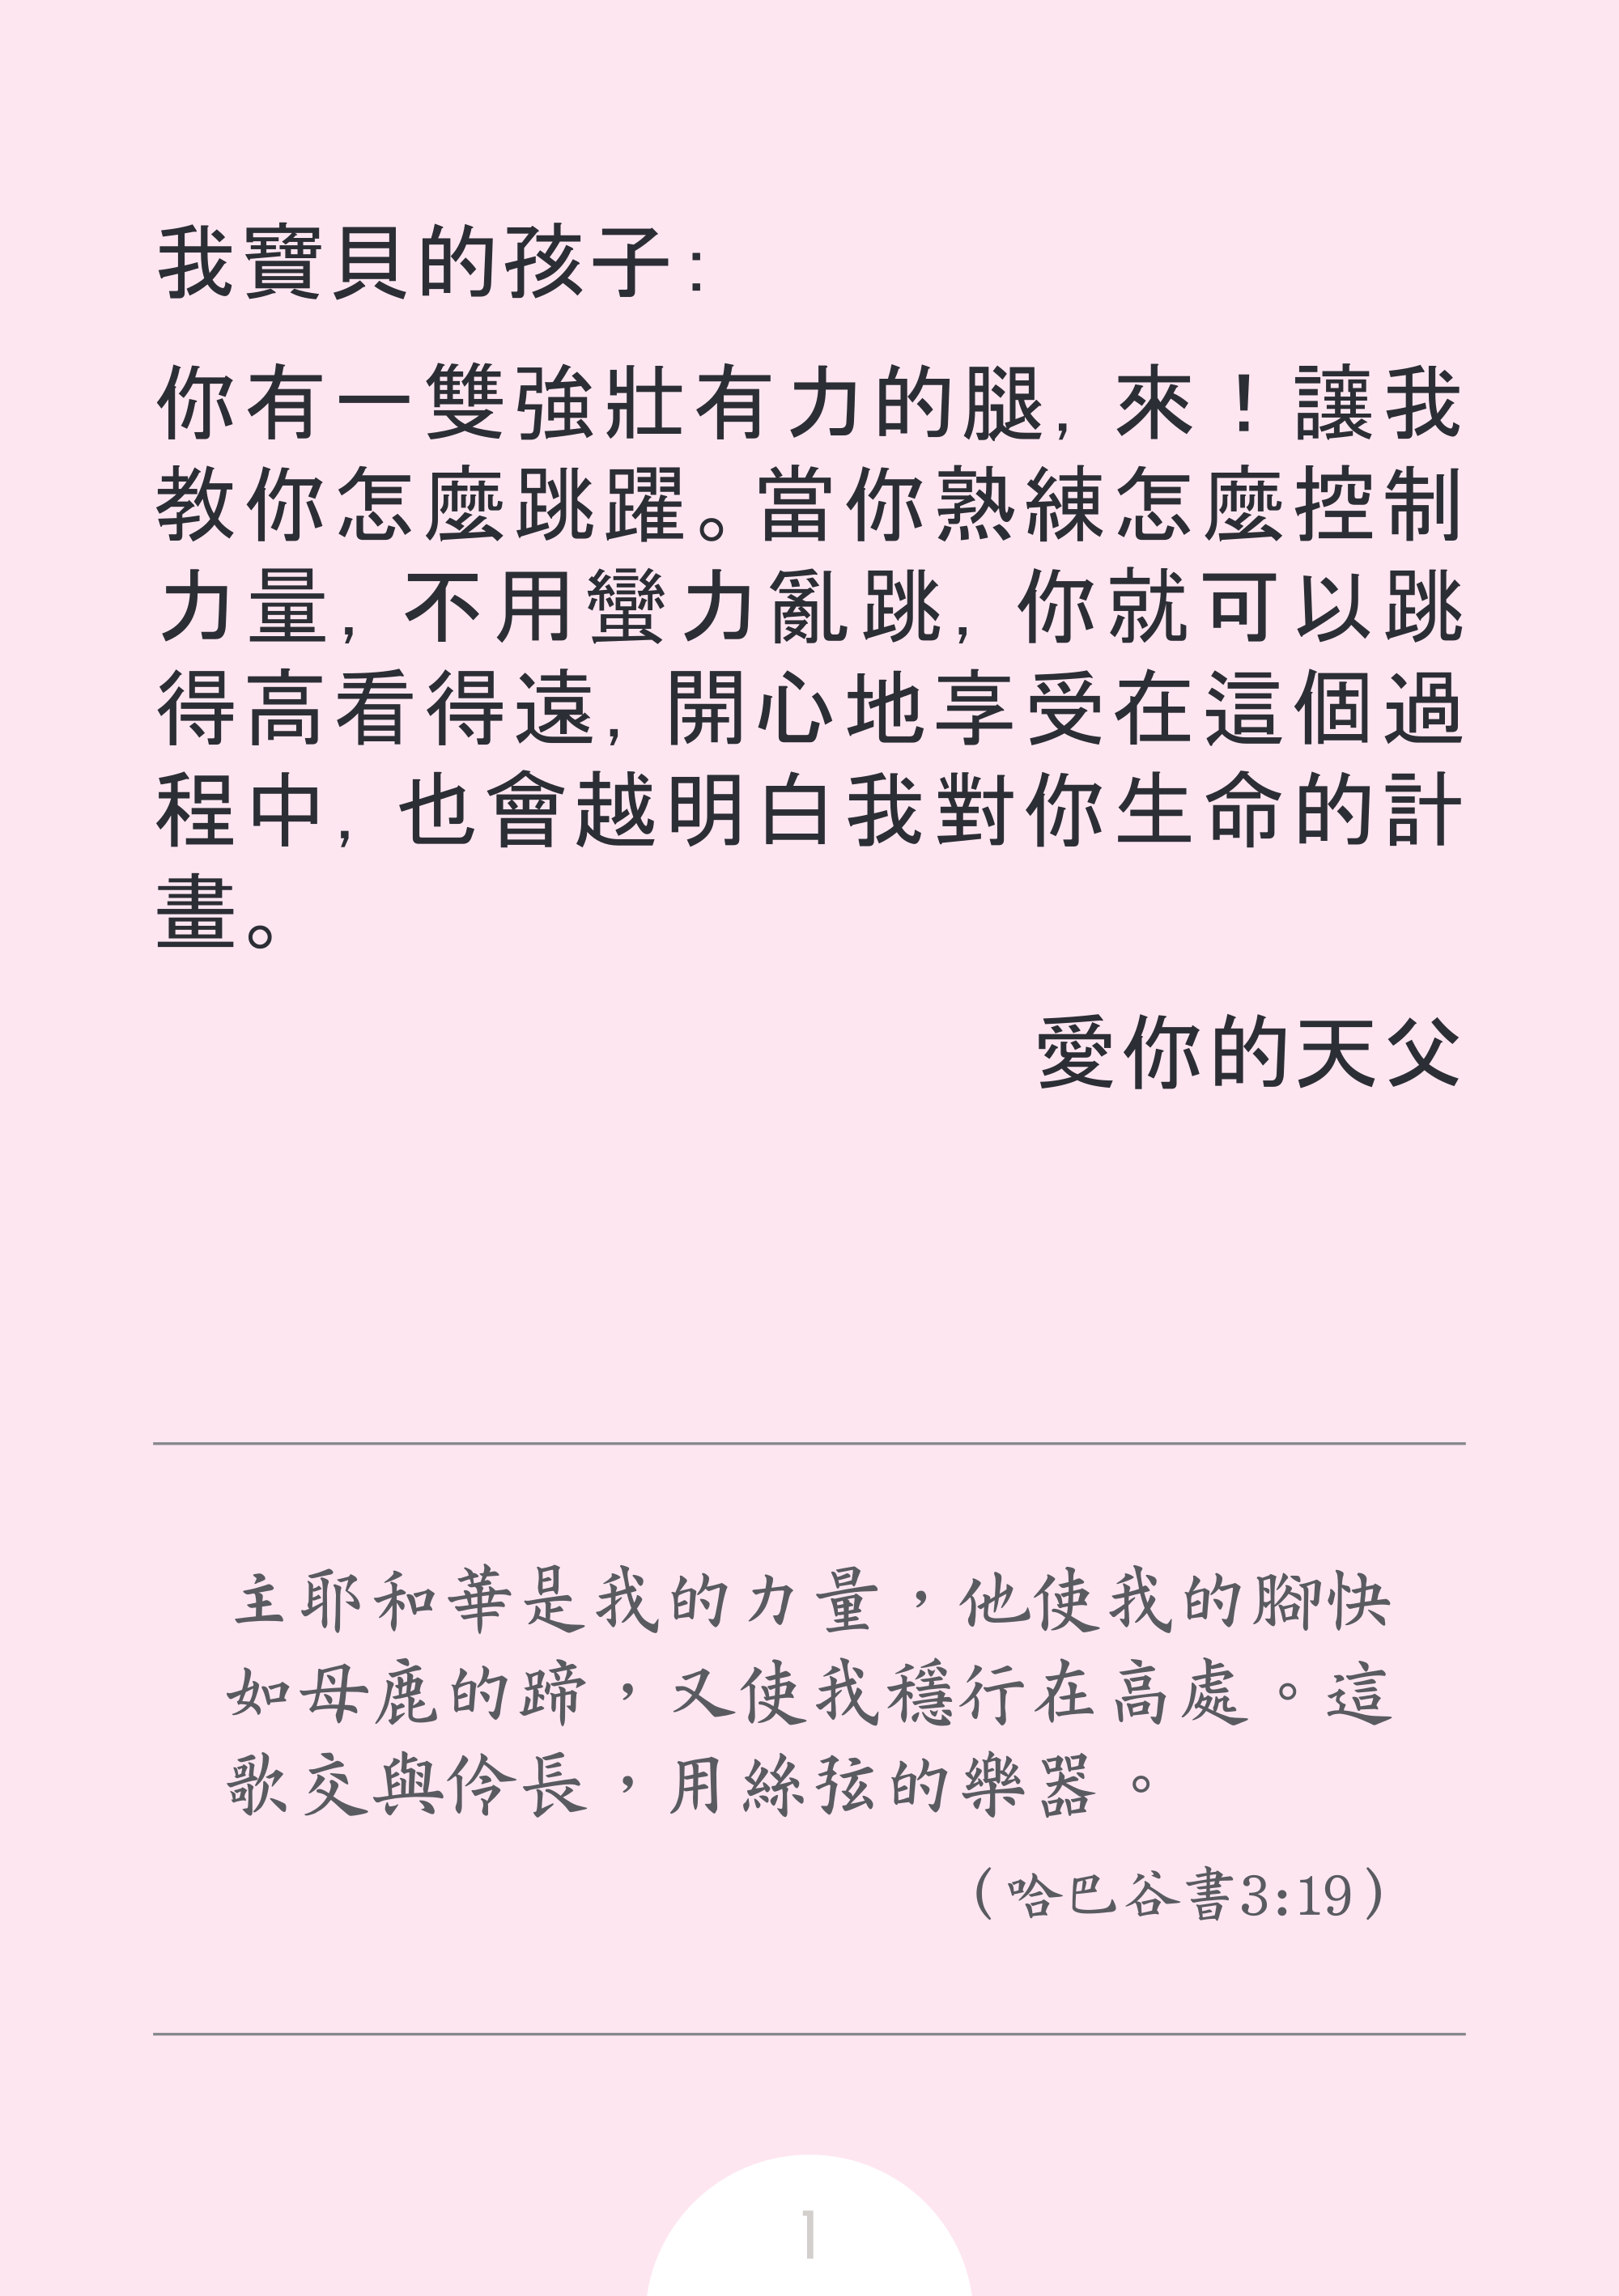 我寶貝的孩子：
你有一雙強壯有力的腿，來！讓我
教你怎麼跳躍。當你熟練怎麼控制
力量，不用蠻力亂跳，你就可以跳
得高看得遠，開心地享受在這個過
程中，也會越明白我對你生命的計
畫。
愛你的天父
主耶和華是我的力量，他使我的腳快
如母鹿的蹄，又使我穩行在高處。這
歌交與伶長，用絲弦的樂器。
（哈巴谷書3:19）
1